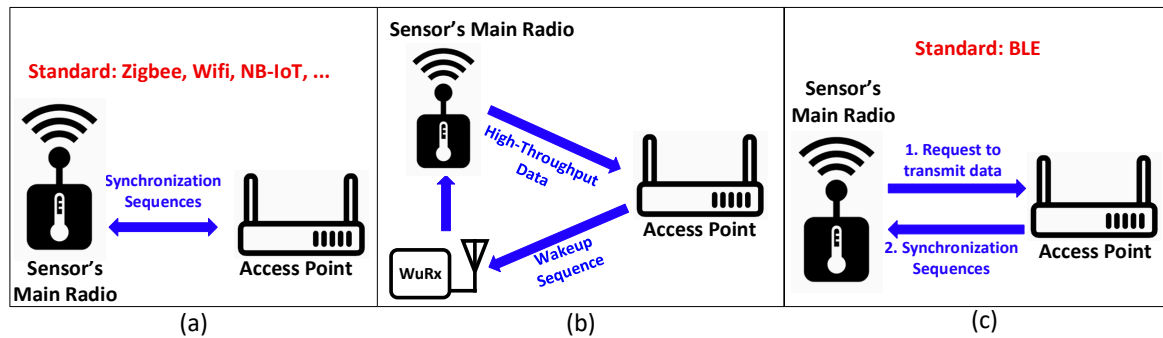 Standard: Zigbee, Wifi, NB-IoT, ...
Synchronization
Sequences
Sensor's
Main Radio
Access Point
(a)
Sensor's Main Radio
High-Throughput
Data
Access Point
Wakeup
Sequence
WuRx
(b)
Standard: BLE
Sensor's
Main Radio
1. Request to
transmit data
2. Synchronization
Sequences
Access Point
(c)